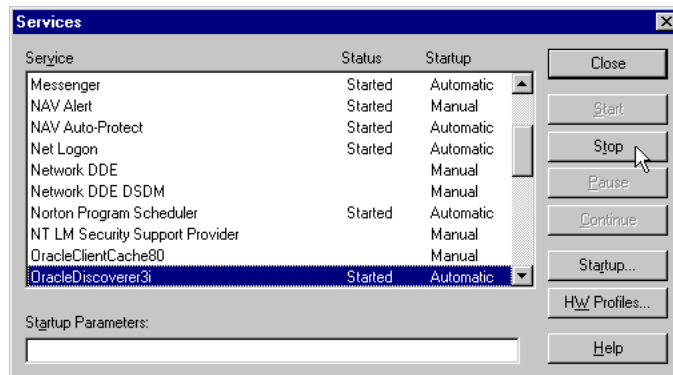 Services
Service Status Startup
Messenger Started Automatic
NAV Alert Started Manual
NAV Auto-Protect Started Automatic
Net Logon Started Automatic
Network DDE Manual
Network DDE DSDM Manual
Norton Program Scheduler Started Automatic
NT LM Security Support Provider Manual
OracleClientCache80 Manual
OracleDiscoverer3i Started Automatic
Startup Parameters:
Close
Start
Stop
Pause
Continue
Startup...
HW Profiles...
Help